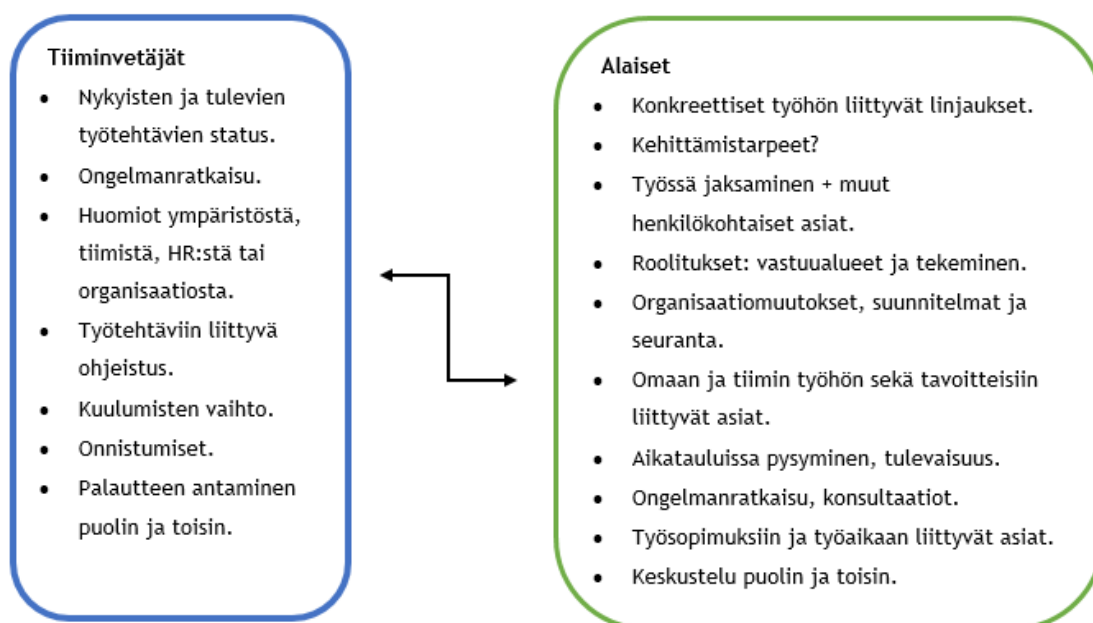 Tiiminvetäjät
• Nykyisten ja tulevien
työtehtävien status.
• Ongelmanratkaisu.
• Huomiot ympäristöstä,
tiimistä, HR:stä tai
organisaatiosta.
• Työtehtäviin liittyvä
ohjeistus.
• Kuulumisten vaihto.
• Onnistumiset.
• Palautteen antaminen
puolin ja toisin.
Alaiset
• Konkreettiset työhön liittyvät linjaukset.
• Kehittämistarpeet?
• Työssä jaksaminen + muut
henkilökohtaiset asiat.
• Roolitukset: vastuualueet ja tekeminen.
• Organisaatiomuutokset, suunnitelmat ja
seuranta.
• Omaan ja tiimin työhön sekä tavoitteisiin
liittyvät asiat.
• Aikatauluissa pysyminen, tulevaisuus.
• Ongelmanratkaisu, konsultaatiot.
• Työsopimuksiin ja työaikaan liittyvät asiat.
• Keskustelu puolin ja toisin.